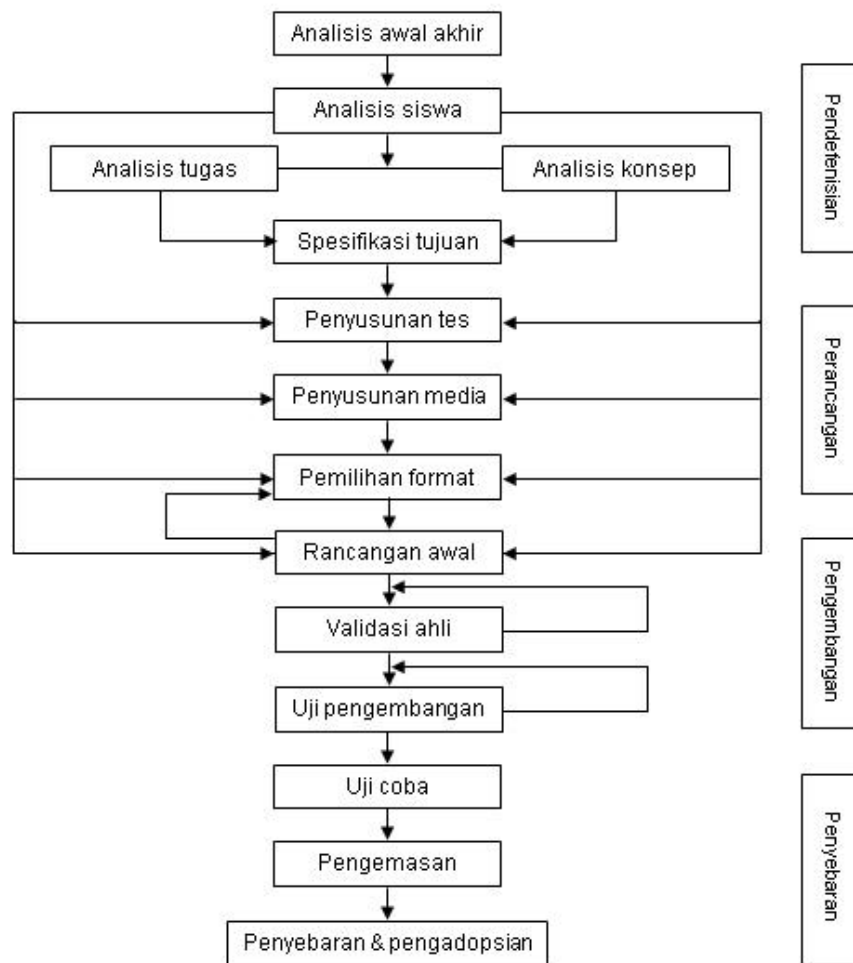 Analisis awal akhir
Analisis siswa
Analisis tugas
Analisis konsep
Spesifikasi tujuan
Penyusunan tes
Penyusunan media
Pemilihan format
Rancangan awal
Validasi ahli
Uji pengembangan
Uji coba
Pengemasan
Penyebaran & pengadopsian
Pendefenisian
Perancangan
Pengembangan
Penyebaran